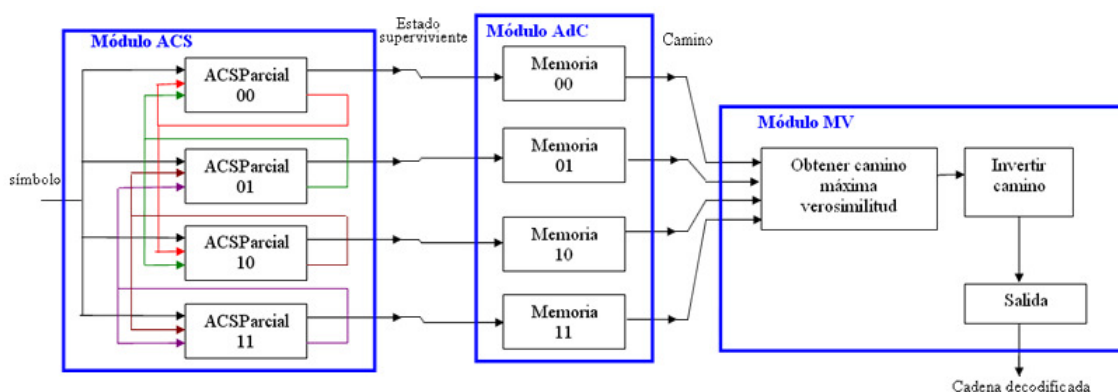 Módulo ACS
símbolo
ACSParcial
00
ACSParcial
01
ACSParcial
10
ACSParcial
11
Estado
superviviente
Módulo AdC
Memoria
00
Memoria
01
Memoria
10
Memoria
11
Camino
Módulo MV
Obtener camino
máxima
verosimilitud
Invertir
camino
Salida
Cadena decodificada